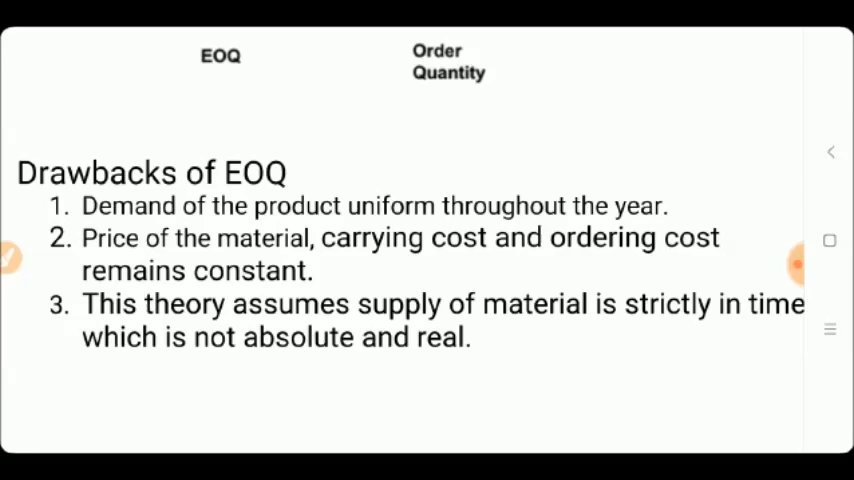 EOQ
Order
Quantity
Drawbacks of EOQ
1. Demand of the product uniform throughout the year.
2. Price of the material, carrying cost and ordering cost
remains constant.
3. This theory assumes supply of material is strictly in time
which is not absolute and real.